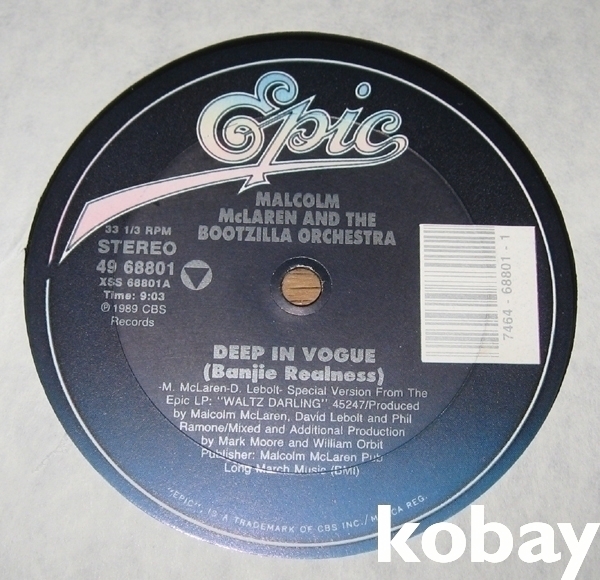 Epic
MALCOLM
McLAREN AND THE
BOOTZILLA ORCHESTRA
33 1/3 RPM
STEREO
49 68801
XSS 68801A
Time: 9:03
℗ 1989 CBS
Records
7464 - 68801 - 1
DEEP IN VOGUE
(Banjie Realness)
-M. McLaren-D. Lebolt- Special Version From The
Epic LP: "WALTZ DARLING" 45247/Produced
by Malcolm McLaren, David Lebolt and Phil
Ramone/Mixed and Additional Production
by Mark Moore and William Orbit
Publisher: Malcolm McLaren Pub
Long March Music (BMI)
"EPIC", IS A TRADEMARK OF CBS INC./MARCA REG.
kobay